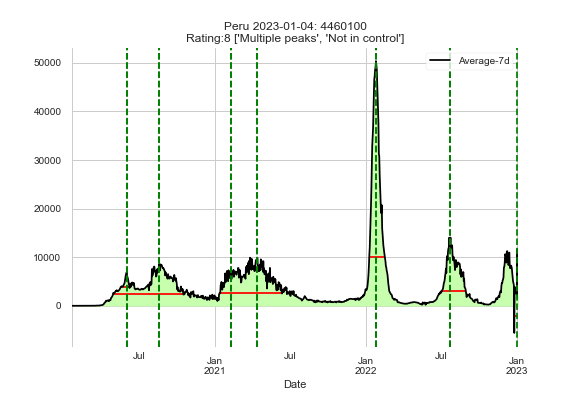 Peru 2023-01-04: 4460100
Rating:8 ['Multiple peaks', 'Not in control']
Average-7d
50000
40000
30000
20000
10000
0
Jul
Jan
2021
Jul
Jan
2022
Jul
Jan
2023
Date